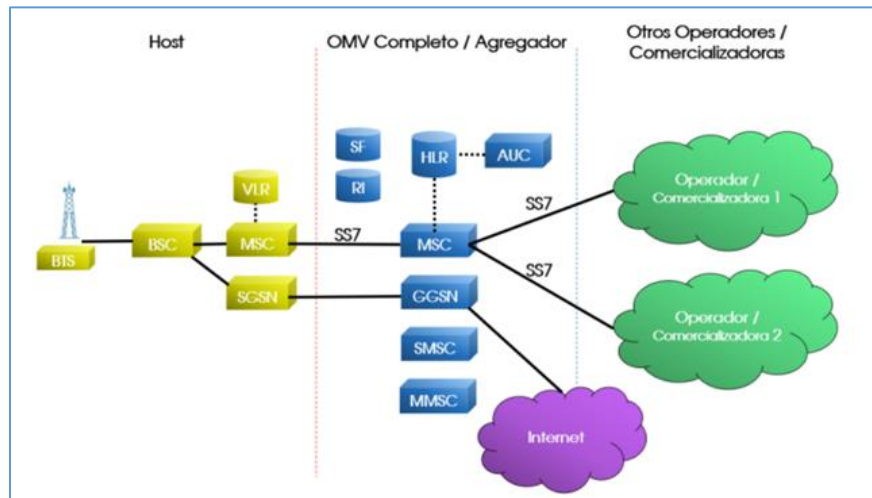 Host
OMV Completo / Agregador
Otros Operadores /
Comercializadoras
SF
HLR
AUC
VLR
RI
Operador /
Comercializadora 1
SS7
BTS
BSC
MSC
SS7
MSC
SS7
SGSN
GGSN
Operador /
Comercializadora 2
SMSC
MMSC
Internet